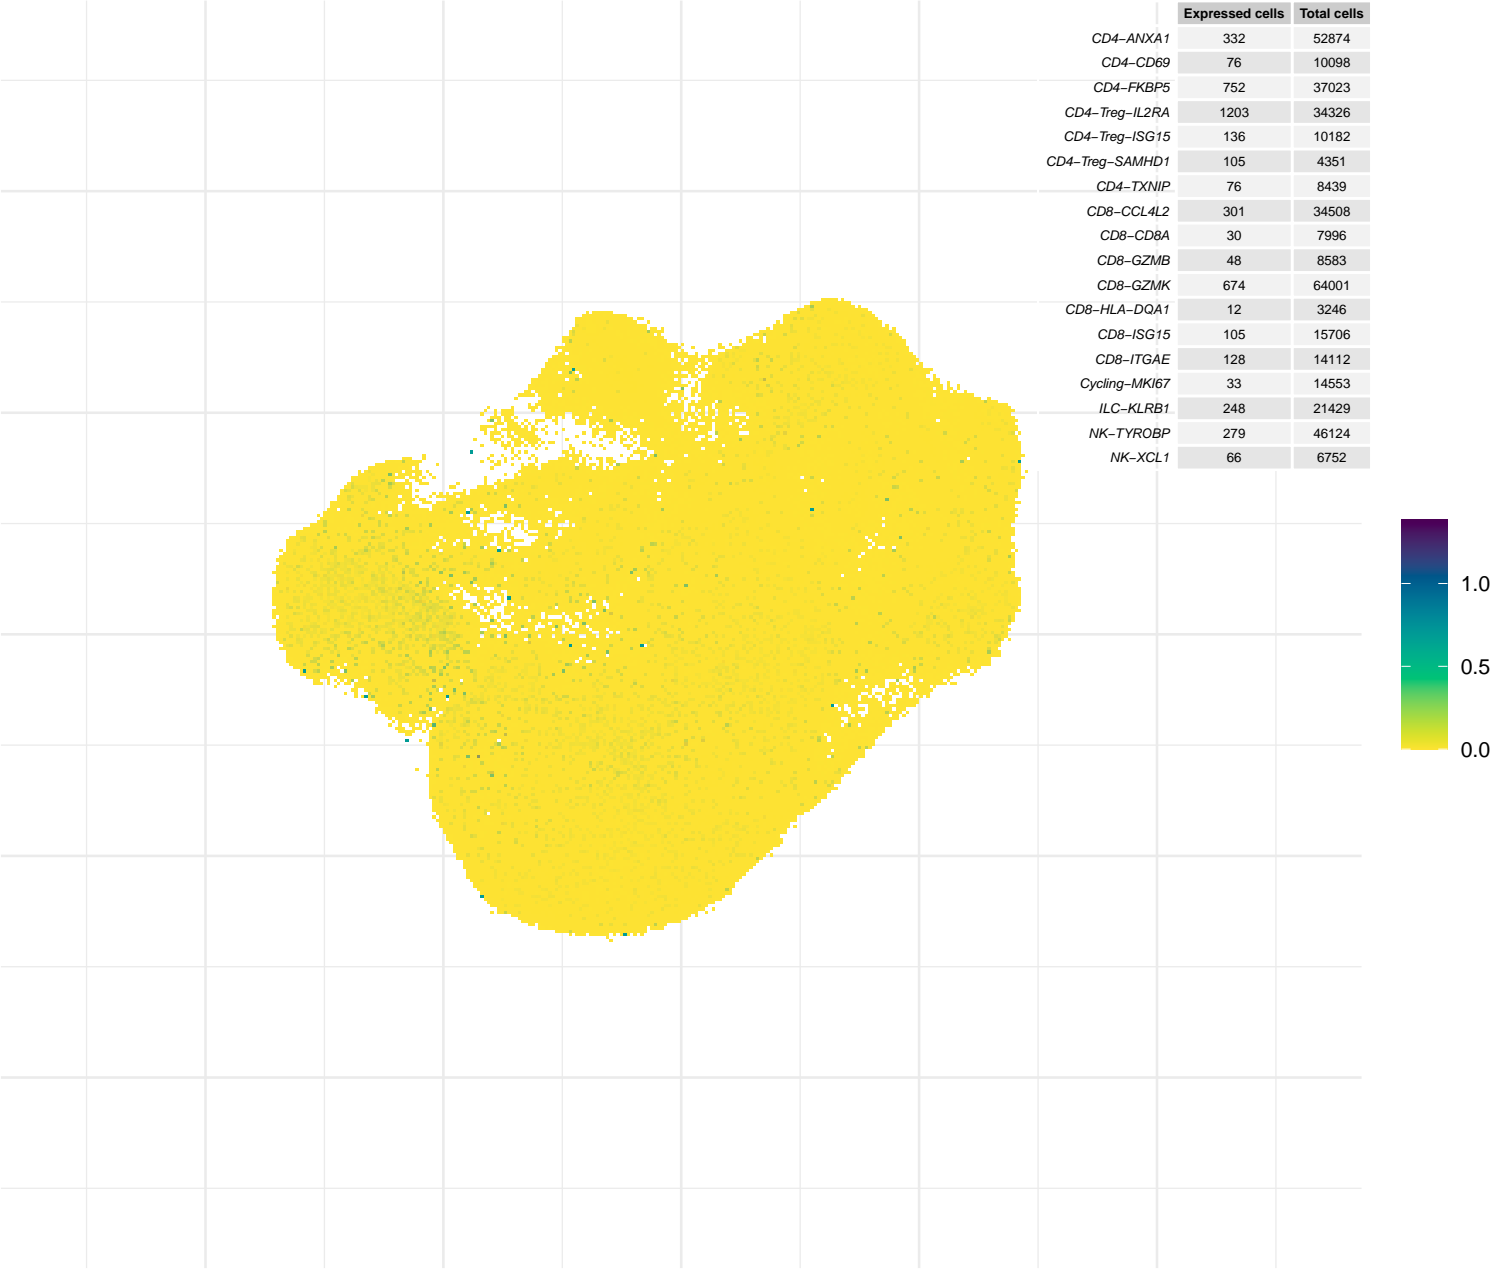 Expressed cells Total cells
CD4−ANXA1 332 52874
CD4−CD69 76 10098
CD4−FKBP5 752 37023
CD4−Treg−IL2RA 1203 34326
CD4−Treg−ISG15 136 10182
CD4−Treg−SAMHD1 105 4351
CD4−TXNIP 76 8439
CD8−CCL4L2 301 34508
CD8−CD8A 30 7996
CD8−GZMB 48 8583
CD8−GZMK 674 64001
CD8−HLA−DQA1 12 3246
CD8−ISG15 105 15706
CD8−ITGAE 128 14112
Cycling−MKI67 33 14553
ILC−KLRB1 248 21429
NK−TYROBP 279 46124
NK−XCL1 66 6752
1.0
0.5
0.0